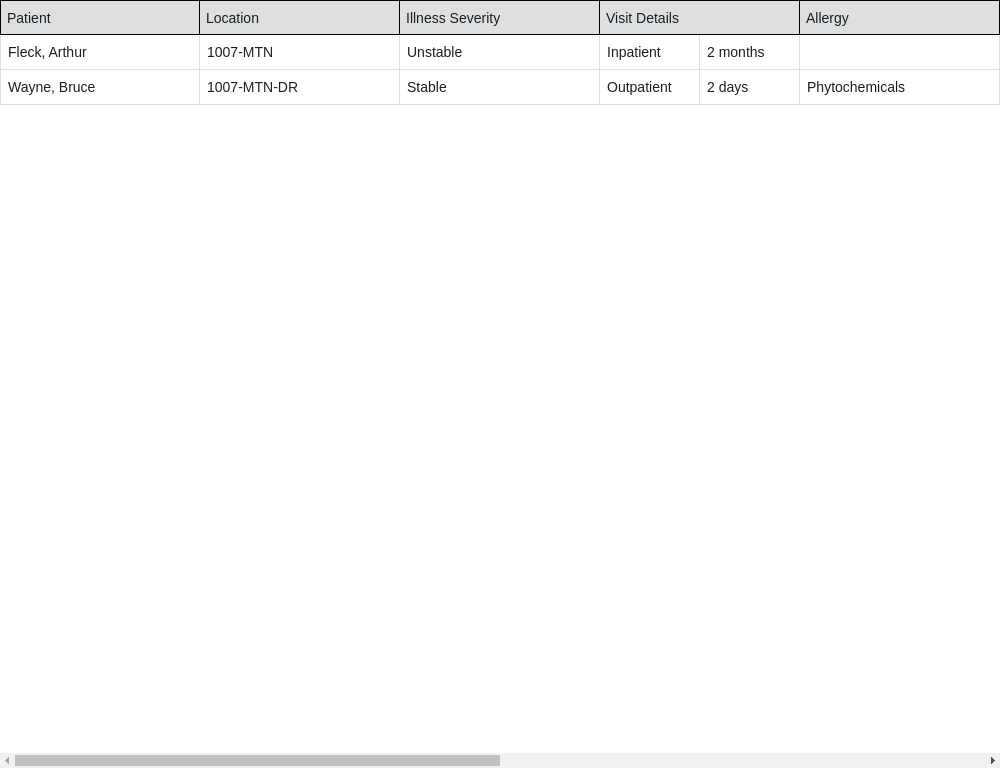 Patient Location Illness Severity Visit Details Allergy
Fleck, Arthur 1007-MTN Unstable Inpatient 2 months
Wayne, Bruce 1007-MTN-DR Stable Outpatient 2 days Phytochemicals